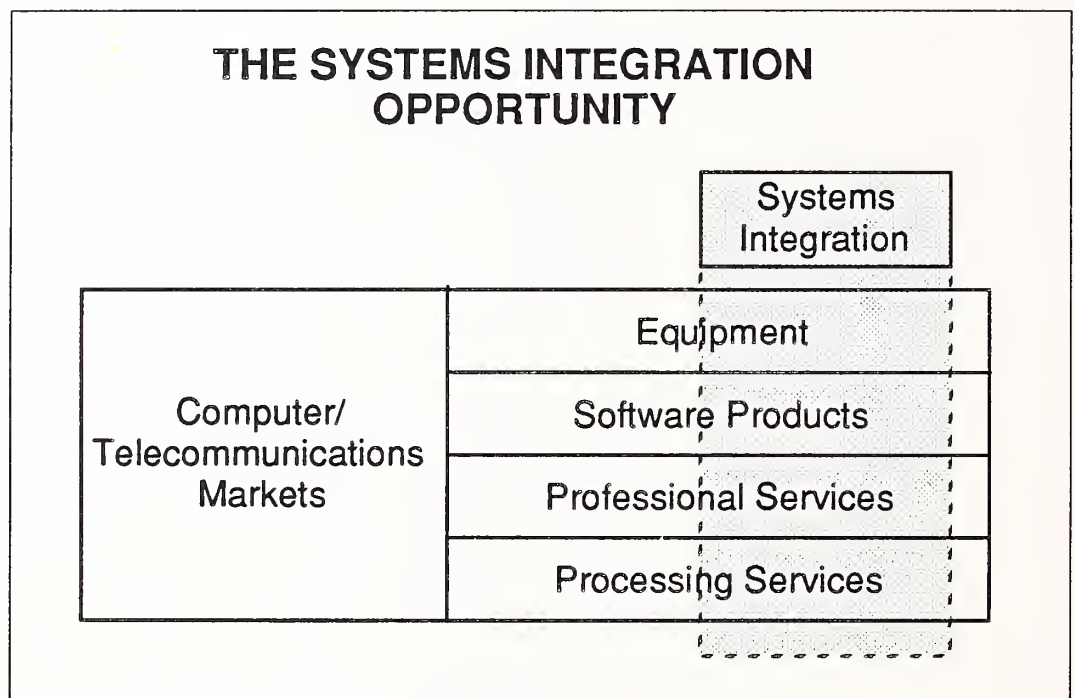 THE SYSTEMS INTEGRATION
OPPORTUNITY
Systems
Integration
Computer/
Telecommunications
Markets
Equipment
Software Products
Professional Services
Processing Services